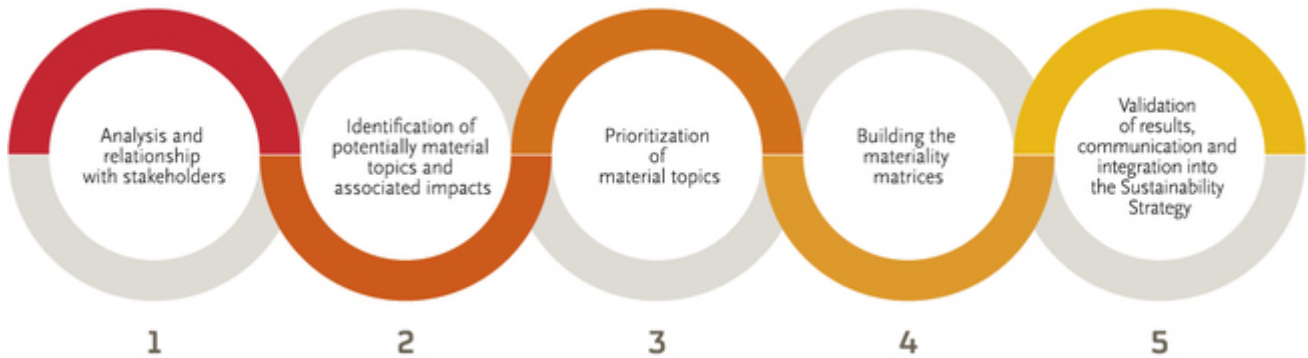 Analysis and
relationship
with stakeholders
Identification of
potentially material
topics and
associated impacts
Prioritization
of
material topics
Building the
materiality
matrices
Validation
of results,
communication and
integration into
the Sustainability
Strategy
1
2
3
4
5